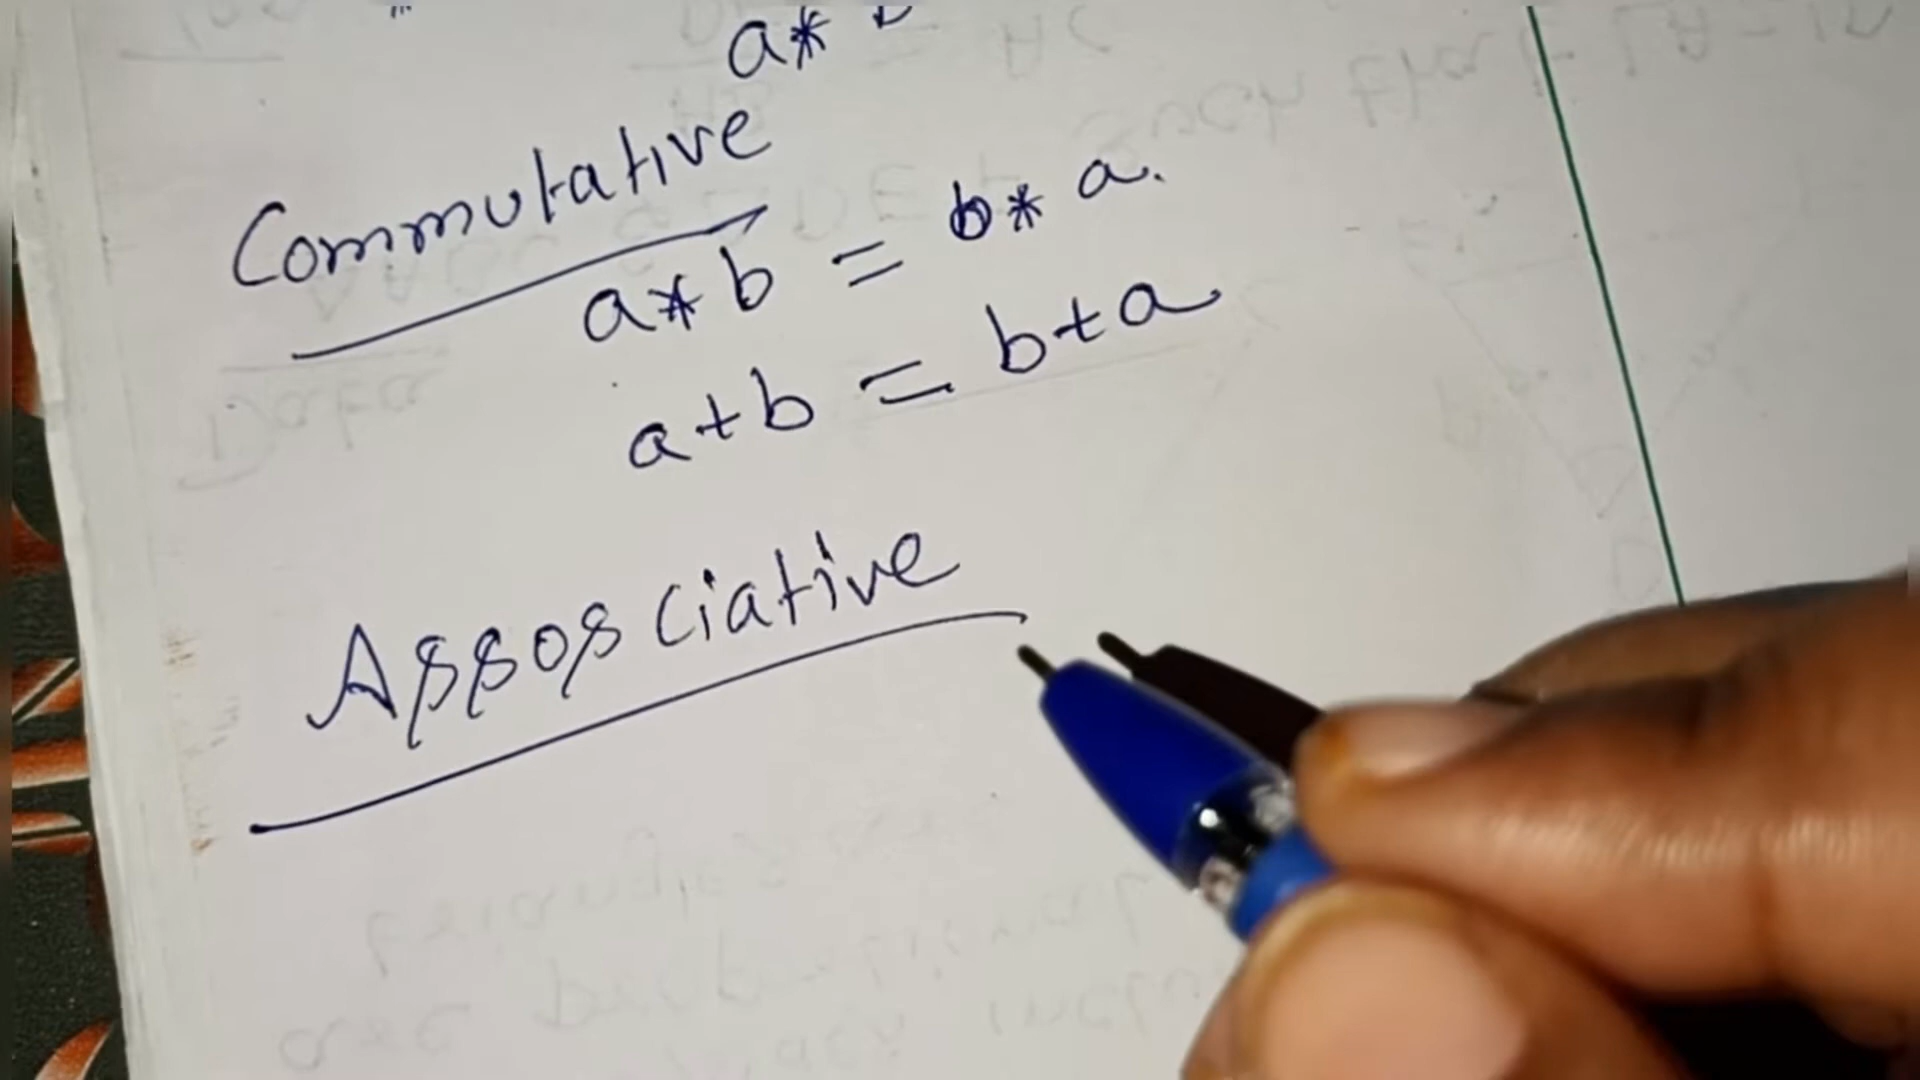 a*
Commutative
a*b = b*a.
a+b = b+a
Assosciative